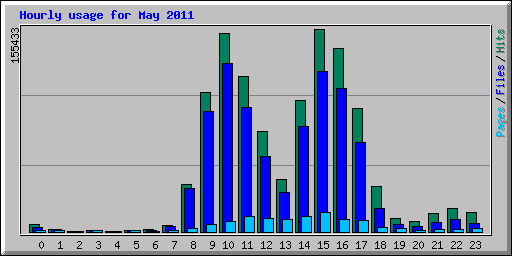 Hourly usage for May 2011
155433
Pages / Files / Hits
0 1 2 3 4 5 6 7 8 9 10 11 12 13 14 15 16 17 18 19 20 21 22 23